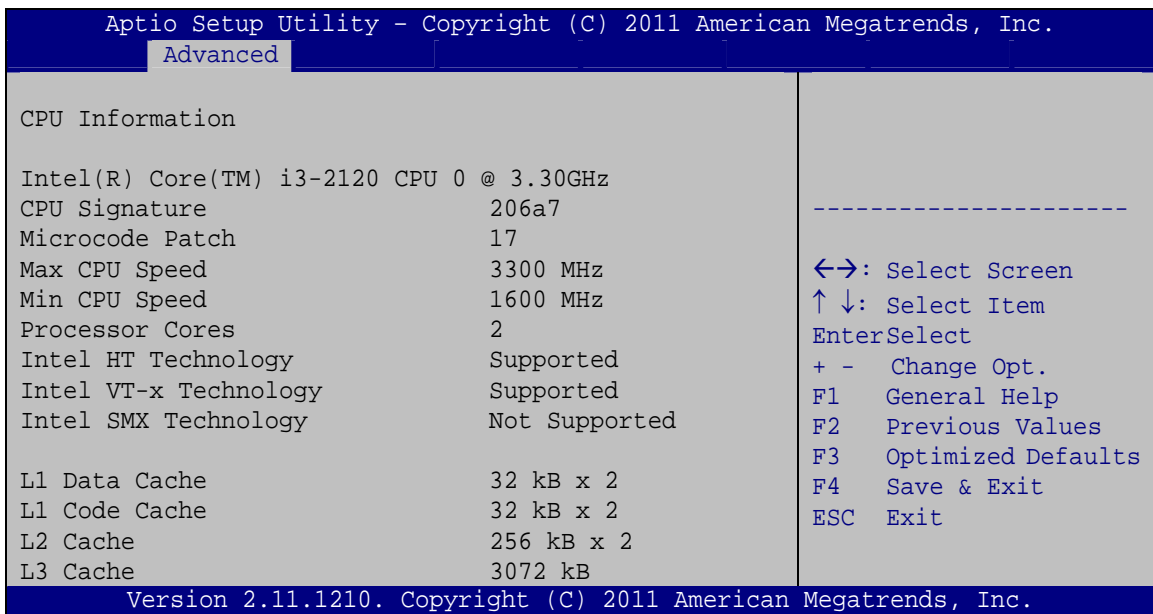 Aptio Setup Utility – Copyright (C) 2011 American Megatrends, Inc.
Advanced
CPU Information
Intel(R) Core(TM) i3-2120 CPU 0 @ 3.30GHz
CPU Signature 206a7
Microcode Patch 17
Max CPU Speed 3300 MHz
Min CPU Speed 1600 MHz
Processor Cores 2
Intel HT Technology Supported
Intel VT-x Technology Supported
Intel SMX Technology Not Supported
L1 Data Cache 32 kB x 2
L1 Code Cache 32 kB x 2
L2 Cache 256 kB x 2
L3 Cache 3072 kB
----------------------
←→: Select Screen
↑ ↓: Select Item
EnterSelect
+ - Change Opt.
F1 General Help
F2 Previous Values
F3 Optimized Defaults
F4 Save & Exit
ESC Exit
Version 2.11.1210. Copyright (C) 2011 American Megatrends, Inc.